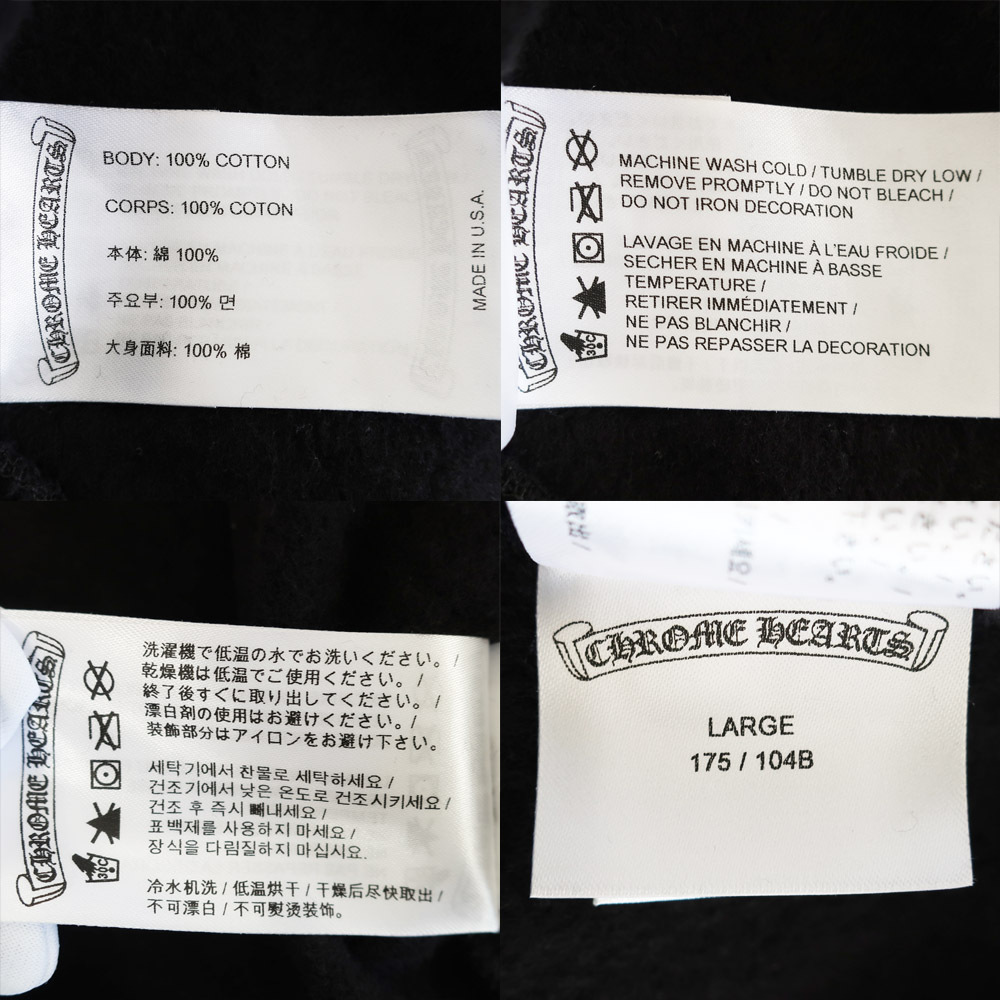 CHROME HEARTS
BODY: 100% COTTON
CORPS: 100% COTON
本体: 綿 100%
주요부: 100% 면
大身面料: 100% 棉
MADE IN U.S.A.
CHROME HEARTS
MACHINE WASH COLD / TUMBLE DRY LOW /
REMOVE PROMPTLY / DO NOT BLEACH /
DO NOT IRON DECORATION
LAVAGE EN MACHINE À L'EAU FROIDE /
SECHER EN MACHINE À BASSE
TEMPERATURE /
RETIRER IMMÉDIATEMENT /
NE PAS BLANCHIR /
NE PAS REPASSER LA DECORATION
30C
CHROME HEARTS
洗濯機で低温の水でお洗いください。 /
乾燥機は低温でご使用ください。 /
終了後すぐに取り出してください。 /
漂白剤の使用はお避けください。 /
装飾部分はアイロンをお避け下さい。
세탁기에서 찬물로 세탁하세요 /
건조기에서 낮은 온도로 건조시키세요 /
건조 후 즉시 빼내세요 /
표백제를 사용하지 마세요 /
장식을 다림질하지 마십시요.
冷水机洗 / 低温烘干 / 干燥后尽快取出 /
不可漂白 / 不可熨烫装饰。
30C
CHROME HEARTS
LARGE
175 / 104B